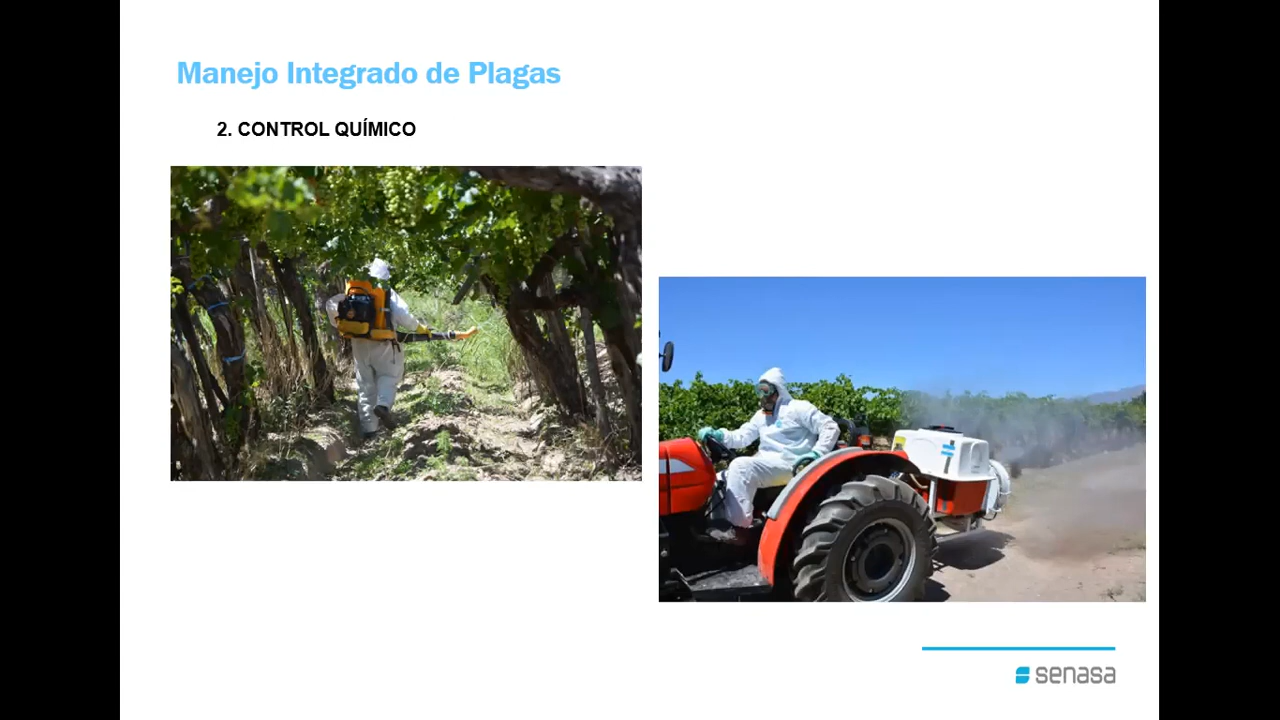 Manejo Integrado de Plagas
2. CONTROL QUÍMICO
senasa